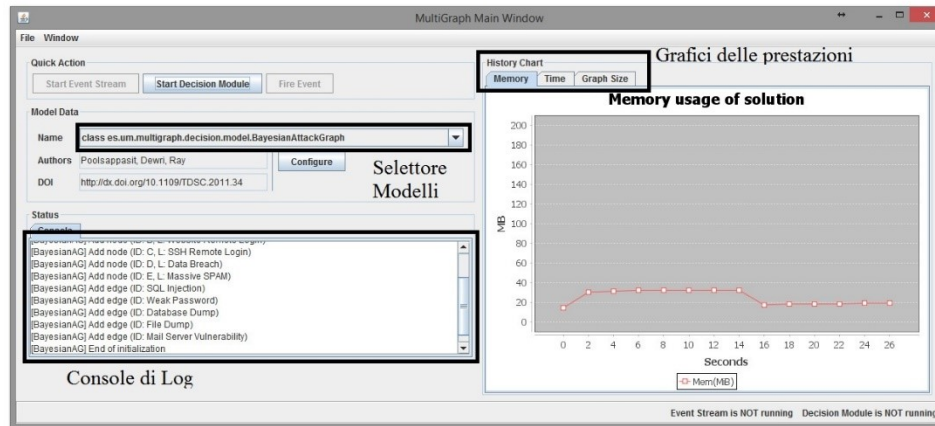 MultiGraph Main Window
File Window
Quick Action
Start Event Stream Start Decision Module Fire Event
Model Data
Name class es.um.multigraph.decision.model.BayesianAttackGraph
Authors Poolsappasit, Dewri, Ray Configure
DOI http://dx.doi.org/10.1109/TDSC.2011.34
Selettore
Modelli
Status
Console
[BayesianAG] Add node (ID: B, L: Website Remote Login)
[BayesianAG] Add node (ID: C, L: SSH Remote Login)
[BayesianAG] Add node (ID: D, L: Data Breach)
[BayesianAG] Add node (ID: E, L: Massive SPAM)
[BayesianAG] Add edge (ID: SQL Injection)
[BayesianAG] Add edge (ID: Weak Password)
[BayesianAG] Add edge (ID: Database Dump)
[BayesianAG] Add edge (ID: File Dump)
[BayesianAG] Add edge (ID: Mail Server Vulnerability)
[BayesianAG] End of initialization
Console di Log
Grafici delle prestazioni
History Chart
Memory Time Graph Size
Memory usage of solution
200
180
160
140
120
100
80
60
40
20
0
MB
0 2 4 6 8 10 12 14 16 18 20 22 24 26
Seconds
Mem(MB)
Event Stream is NOT running Decision Module is NOT running